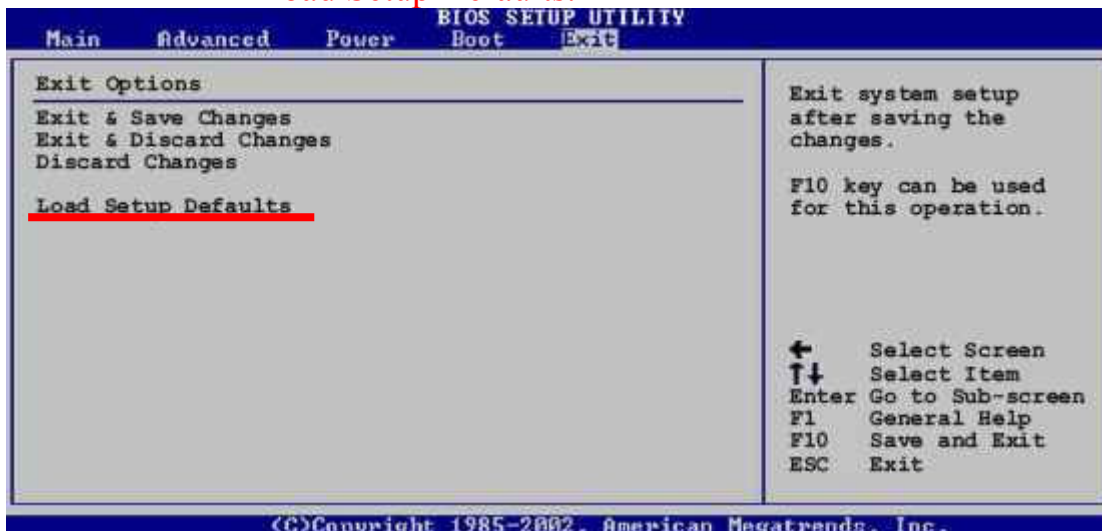 BIOS SETUP UTILITY
Main Advanced Power Boot Exit
Exit Options
Exit & Save Changes
Exit & Discard Changes
Discard Changes
Load Setup Defaults
Exit system setup
after saving the
changes.
F10 key can be used
for this operation.
← Select Screen
↑↓ Select Item
Enter Go to Sub-screen
F1 General Help
F10 Save and Exit
ESC Exit
(C)Copyright 1985-2002, American Megatrends, Inc.